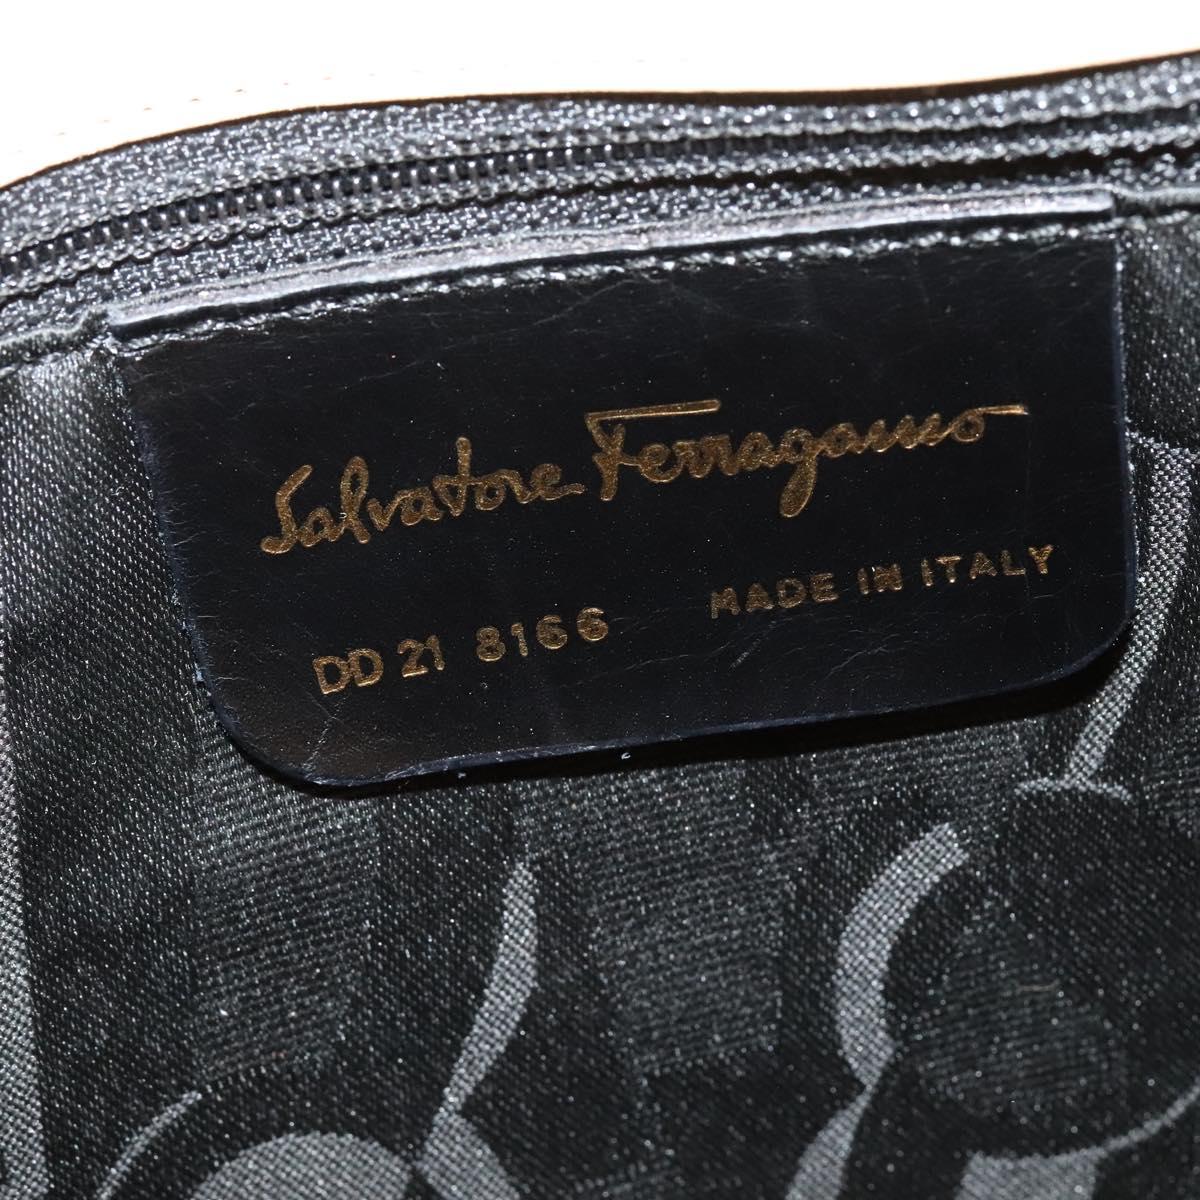 Salvatore Ferragamo
DD 21 8166 MADE IN ITALY